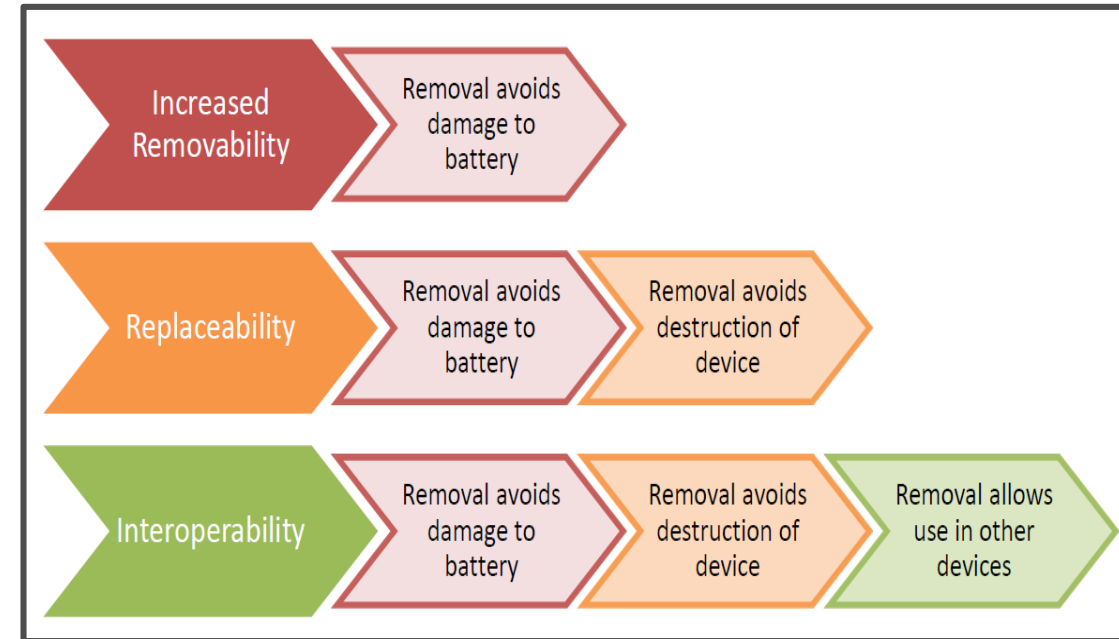 Increased
Removability
Removal avoids
damage to
battery
Replaceability
Removal avoids
damage to
battery
Removal avoids
destruction of
device
Interoperability
Removal avoids
damage to
battery
Removal avoids
destruction of
device
Removal allows
use in other
devices